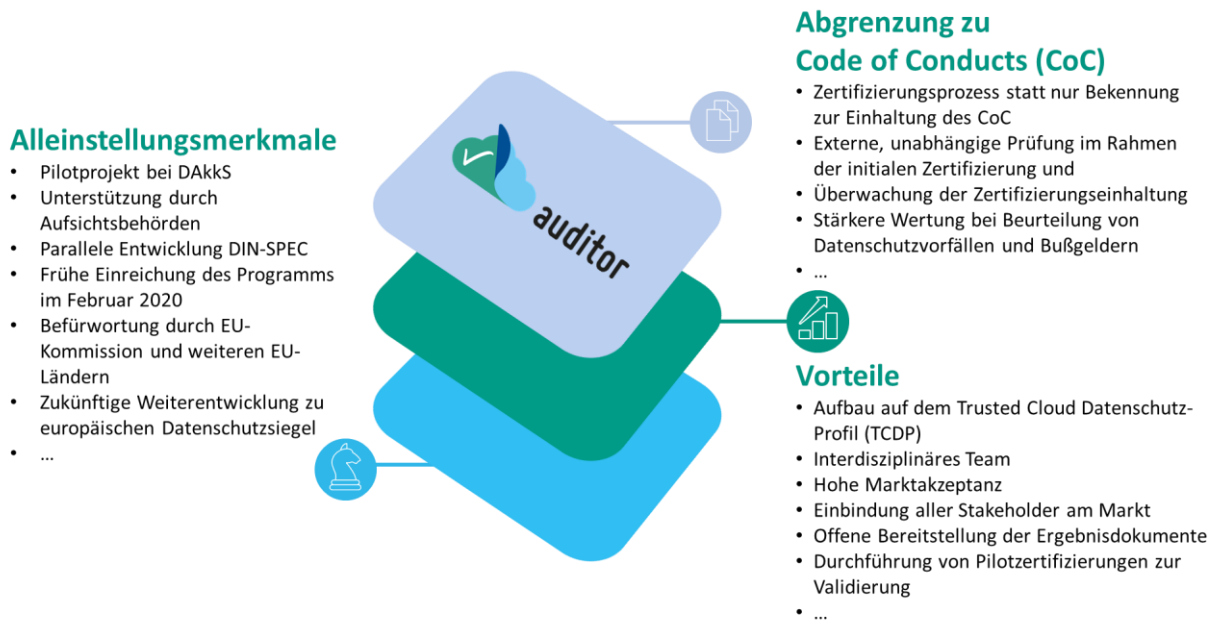 Alleinstellungsmerkmale
• Pilotprojekt bei DAkkS
• Unterstützung durch
Aufsichtsbehörden
• Parallele Entwicklung DIN-SPEC
• Frühe Einreichung des Programms
im Februar 2020
• Befürwortung durch EU-
Kommission und weiteren EU-
Ländern
• Zukünftige Weiterentwicklung zu
europäischen Datenschutzsiegel
• ...
auditor
Abgrenzung zu
Code of Conducts (CoC)
• Zertifizierungsprozess statt nur Bekennung
zur Einhaltung des CoC
• Externe, unabhängige Prüfung im Rahmen
der initialen Zertifizierung und
• Überwachung der Zertifizierungseinhaltung
• Stärkere Wertung bei Beurteilung von
Datenschutzvorfällen und Bußgeldern
• ...
Vorteile
• Aufbau auf dem Trusted Cloud Datenschutz-
Profil (TCDP)
• Interdisziplinäres Team
• Hohe Marktakzeptanz
• Einbindung aller Stakeholder am Markt
• Offene Bereitstellung der Ergebnisdokumente
• Durchführung von Pilotzertifizierungen zur
Validierung
• ...